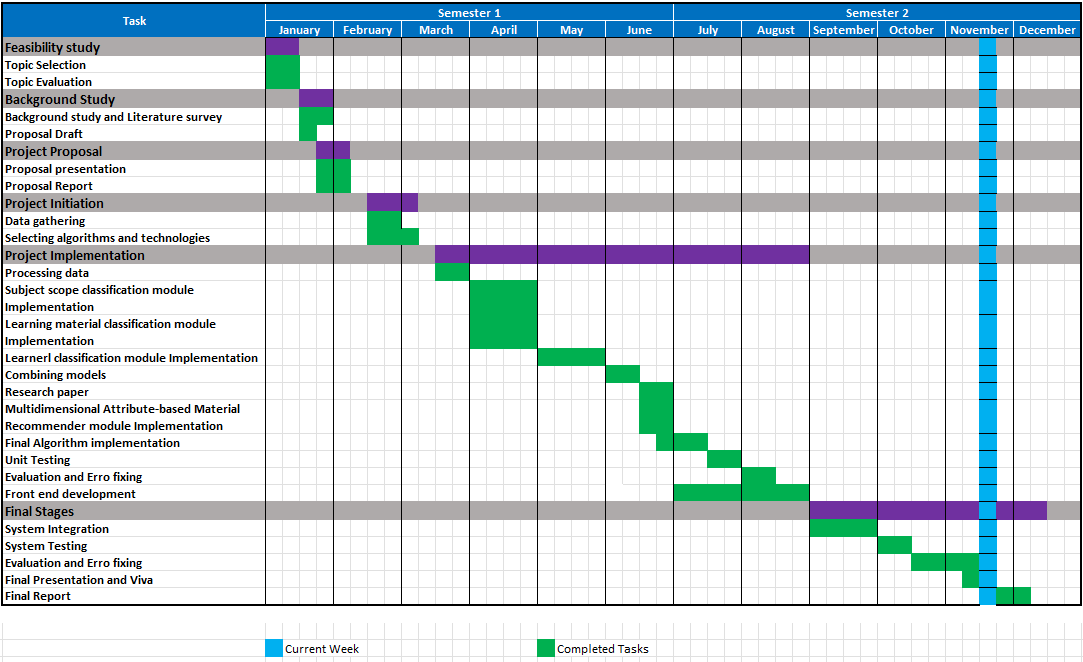 Task
Semester 1
Semester 2
January February March April May June July August September October November December
Feasibility study
Topic Selection
Topic Evaluation
Background Study
Background study and Literature survey
Proposal Draft
Project Proposal
Proposal presentation
Proposal Report
Project Initiation
Data gathering
Selecting algorithms and technologies
Project Implementation
Processing data
Subject scope classification module
Implementation
Learning material classification module
Implementation
Learnerl classification module Implementation
Combining models
Research paper
Multidimensional Attribute-based Material
Recommender module Implementation
Final Algorithm implementation
Unit Testing
Evaluation and Erro fixing
Front end development
Final Stages
System Integration
System Testing
Evaluation and Erro fixing
Final Presentation and Viva
Final Report
Current Week
Completed Tasks